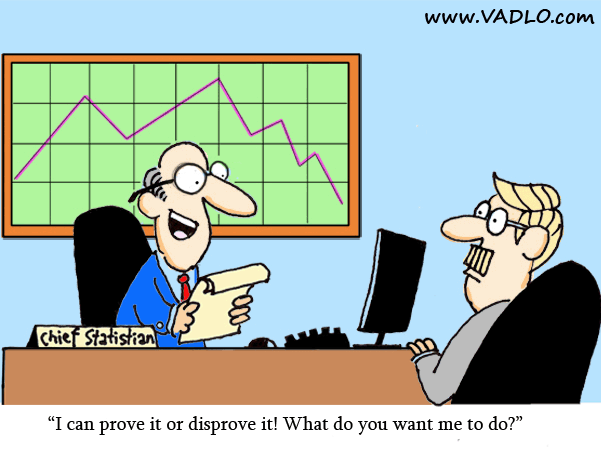 www.VADLO.com
Chief Statistian
“I can prove it or disprove it! What do you want me to do?”